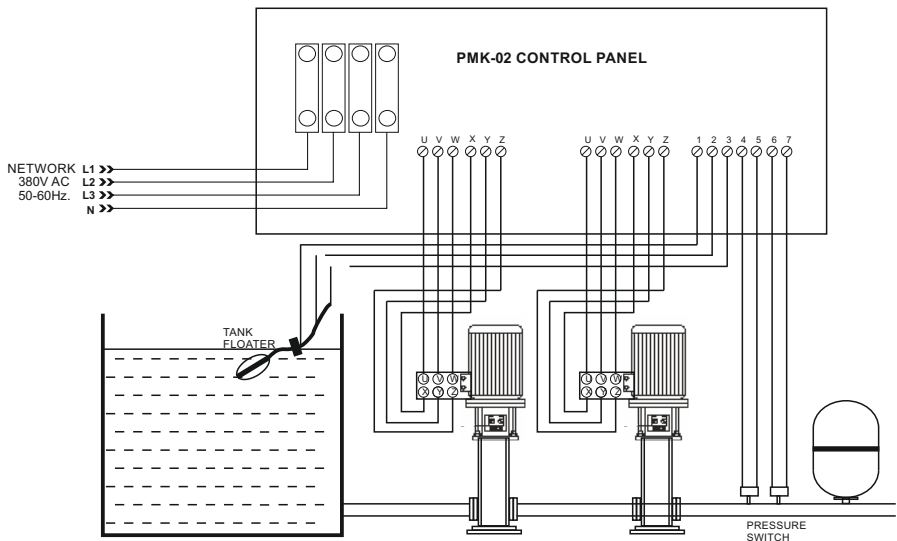 PMK-02 CONTROL PANEL
U V W X Y Z
U V W X Y Z
1 2 3 4 5 6 7
NETWORK L1
380V AC L2
50-60Hz. L3
N
TANK
FLOATER
U V W
X Y Z
U V W
X Y Z
PRESSURE
SWITCH